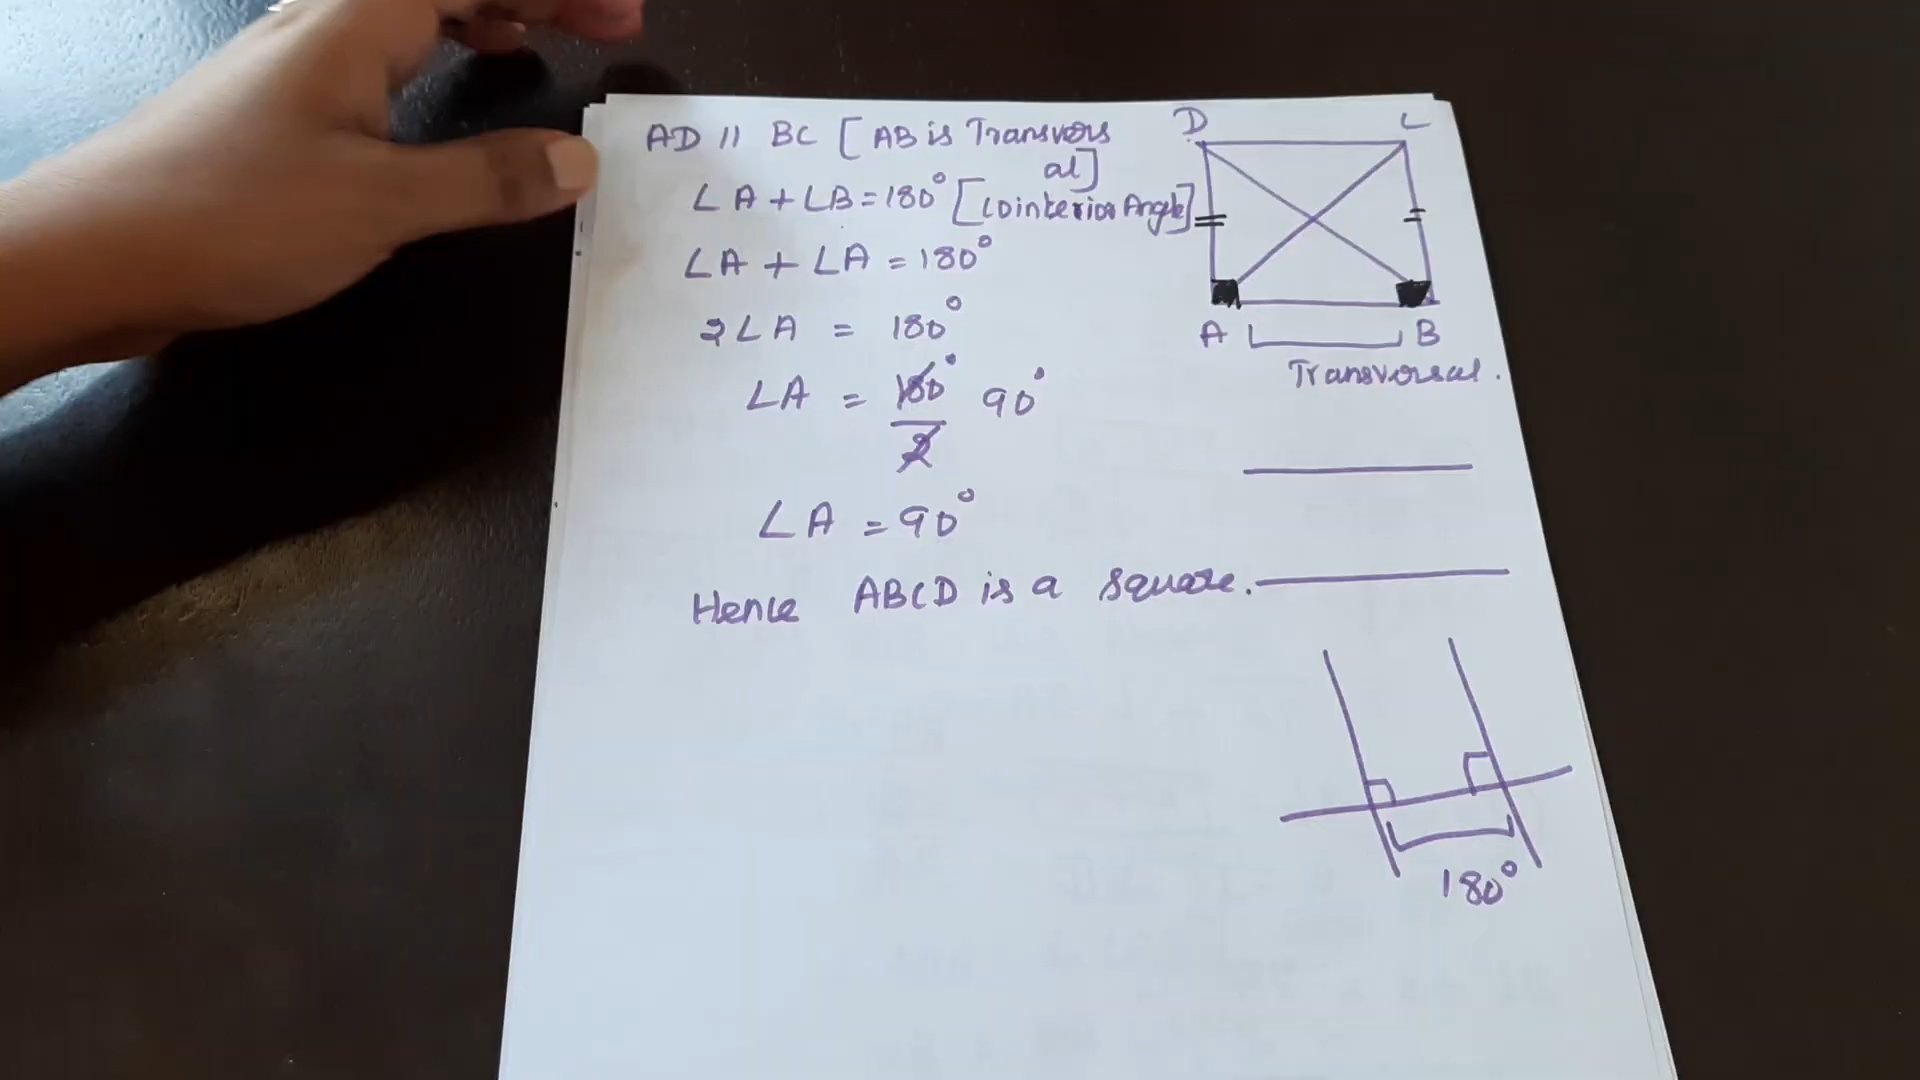 AD // BC [AB is Transvers
al]
∠A + ∠B = 180° [Cointerior Angle]
∠A + ∠A = 180°
2∠A = 180°
∠A = 180°/2 90°
∠A = 90°
Hence ABCD is a square.
D C
A B
Transversal.
180°